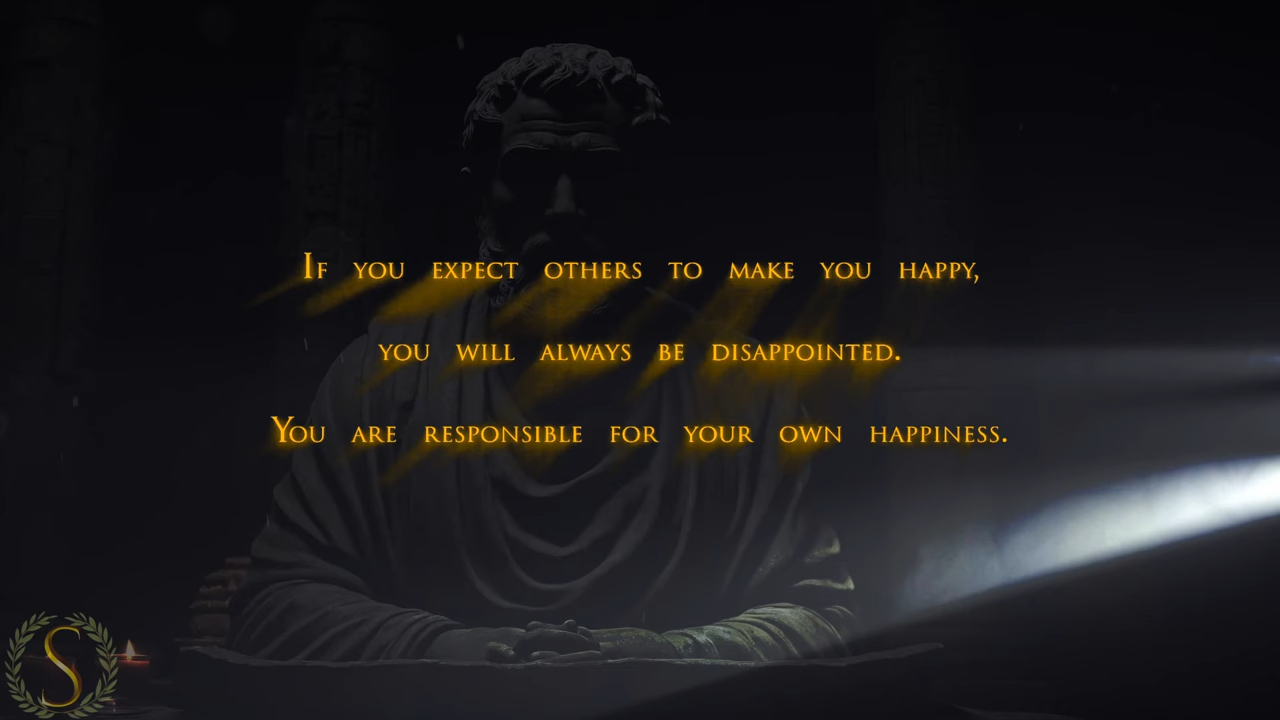 If you expect others to make you happy,
you will always be disappointed.
You are responsible for your own happiness.
S